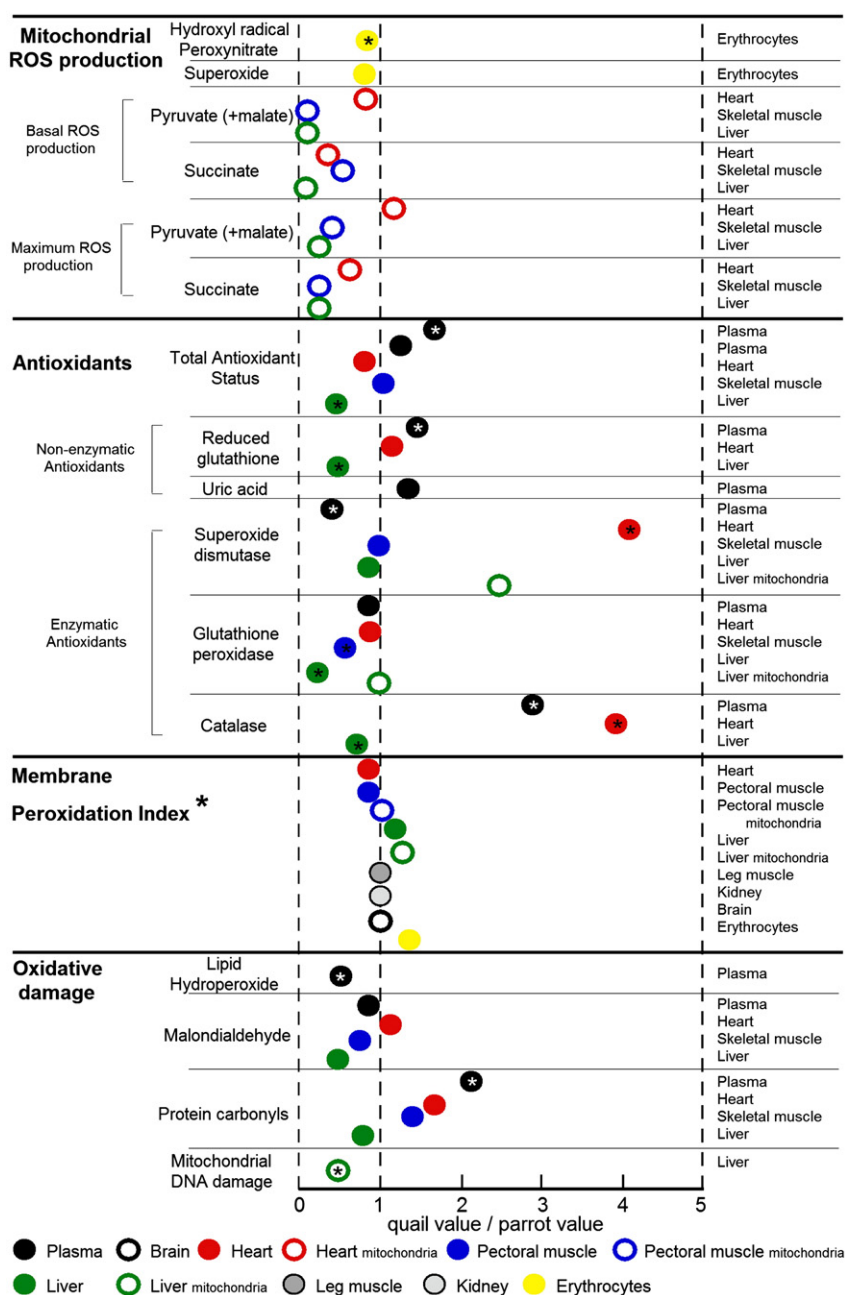 Mitochondrial
ROS production
Hydroxyl radical
Peroxynitrate
*
Erythrocytes
Superoxide
Erythrocytes
Basal ROS
production
Pyruvate (+malate)
Heart
Skeletal muscle
Liver
Succinate
Heart
Skeletal muscle
Liver
Maximum ROS
production
Pyruvate (+malate)
Heart
Skeletal muscle
Liver
Succinate
Heart
Skeletal muscle
Liver
Antioxidants
Total Antioxidant
Status
*
*
Plasma
Plasma
Heart
Skeletal muscle
Liver
Non-enzymatic
Antioxidants
Reduced
glutathione
*
*
Plasma
Heart
Liver
Uric acid
Plasma
Enzymatic
Antioxidants
Superoxide
dismutase
*
*
Plasma
Heart
Skeletal muscle
Liver
Liver mitochondria
Glutathione
peroxidase
*
*
Plasma
Heart
Skeletal muscle
Liver
Liver mitochondria
Catalase
*
*
*
Plasma
Heart
Liver
Membrane
Peroxidation Index *
Heart
Pectoral muscle
Pectoral muscle
mitochondria
Liver
Liver mitochondria
Leg muscle
Kidney
Brain
Erythrocytes
Oxidative
damage
Lipid
Hydroperoxide
*
Plasma
Malondialdehyde
Plasma
Heart
Skeletal muscle
Liver
Protein carbonyls
*
Plasma
Heart
Skeletal muscle
Liver
Mitochondrial
DNA damage
*
Liver
0 1 2 3 4 5
quail value / parrot value
Plasma Brain Heart Heart mitochondria Pectoral muscle Pectoral muscle mitochondria
Liver Liver mitochondria Leg muscle Kidney Erythrocytes